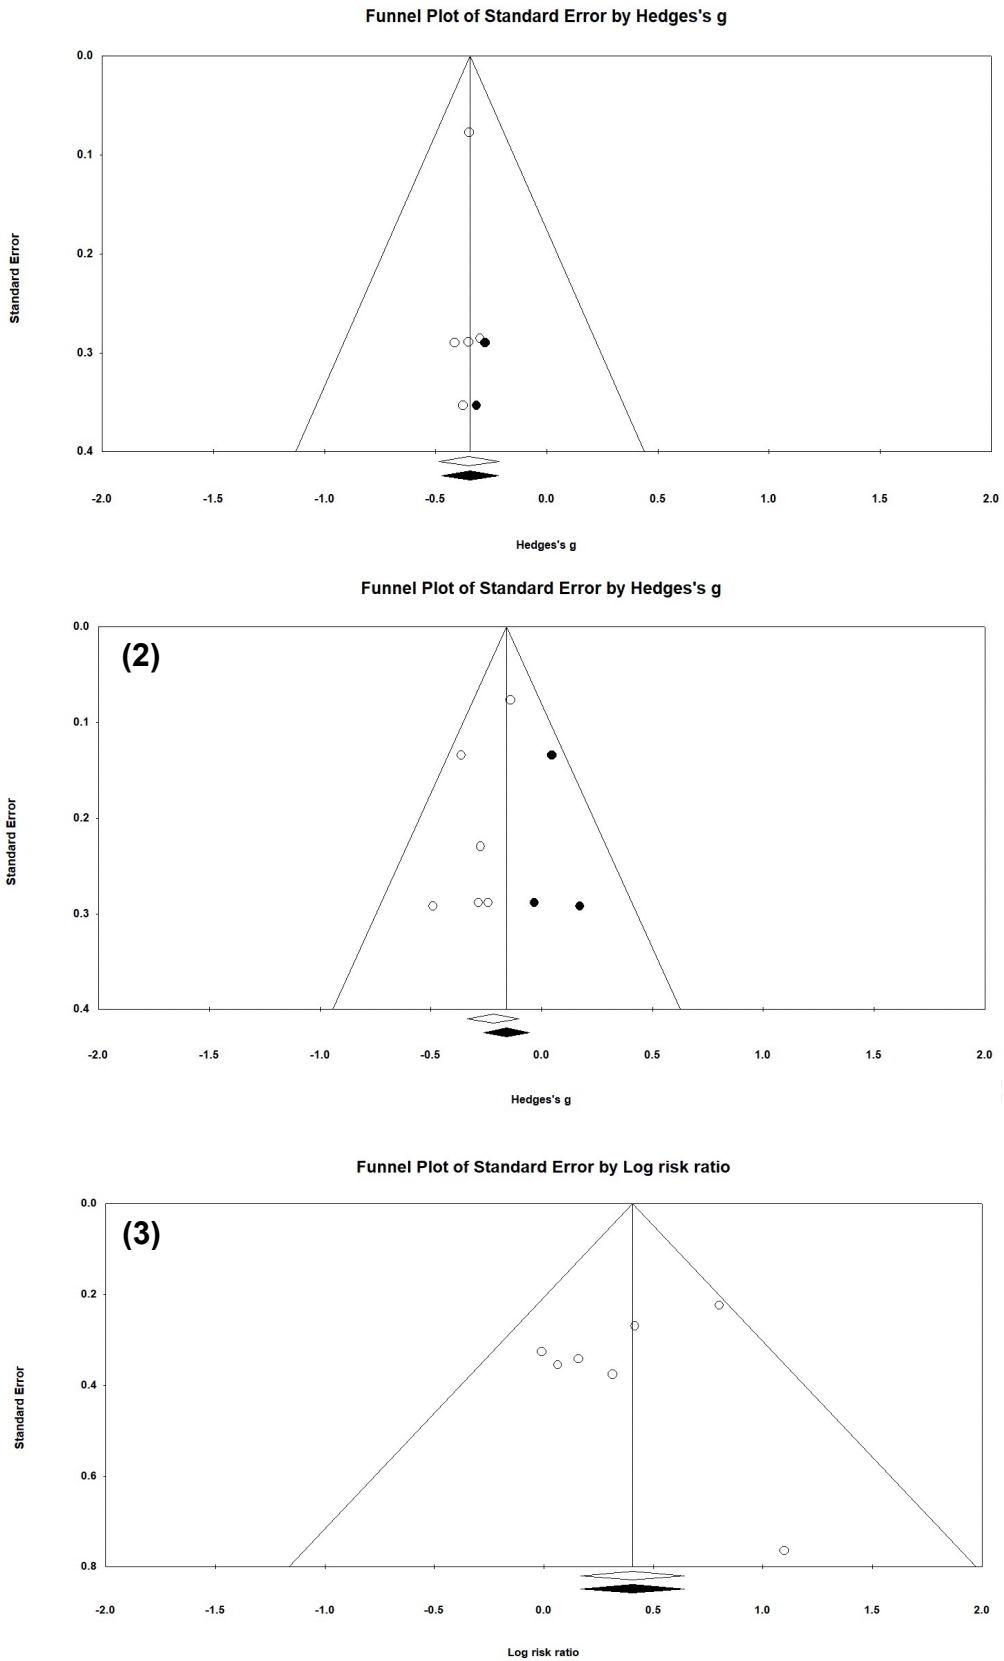 Funnel Plot of Standard Error by Hedges's g
0.0
0.1
0.2
0.3
0.4
Standard Error
-2.0 -1.5 -1.0 -0.5 0.0 0.5 1.0 1.5 2.0
Hedges's g
Funnel Plot of Standard Error by Hedges's g
(2)
0.0
0.1
0.2
0.3
0.4
Standard Error
-2.0 -1.5 -1.0 -0.5 0.0 0.5 1.0 1.5 2.0
Hedges's g
Funnel Plot of Standard Error by Log risk ratio
(3)
0.0
0.2
0.4
0.6
0.8
Standard Error
-2.0 -1.5 -1.0 -0.5 0.0 0.5 1.0 1.5 2.0
Log risk ratio